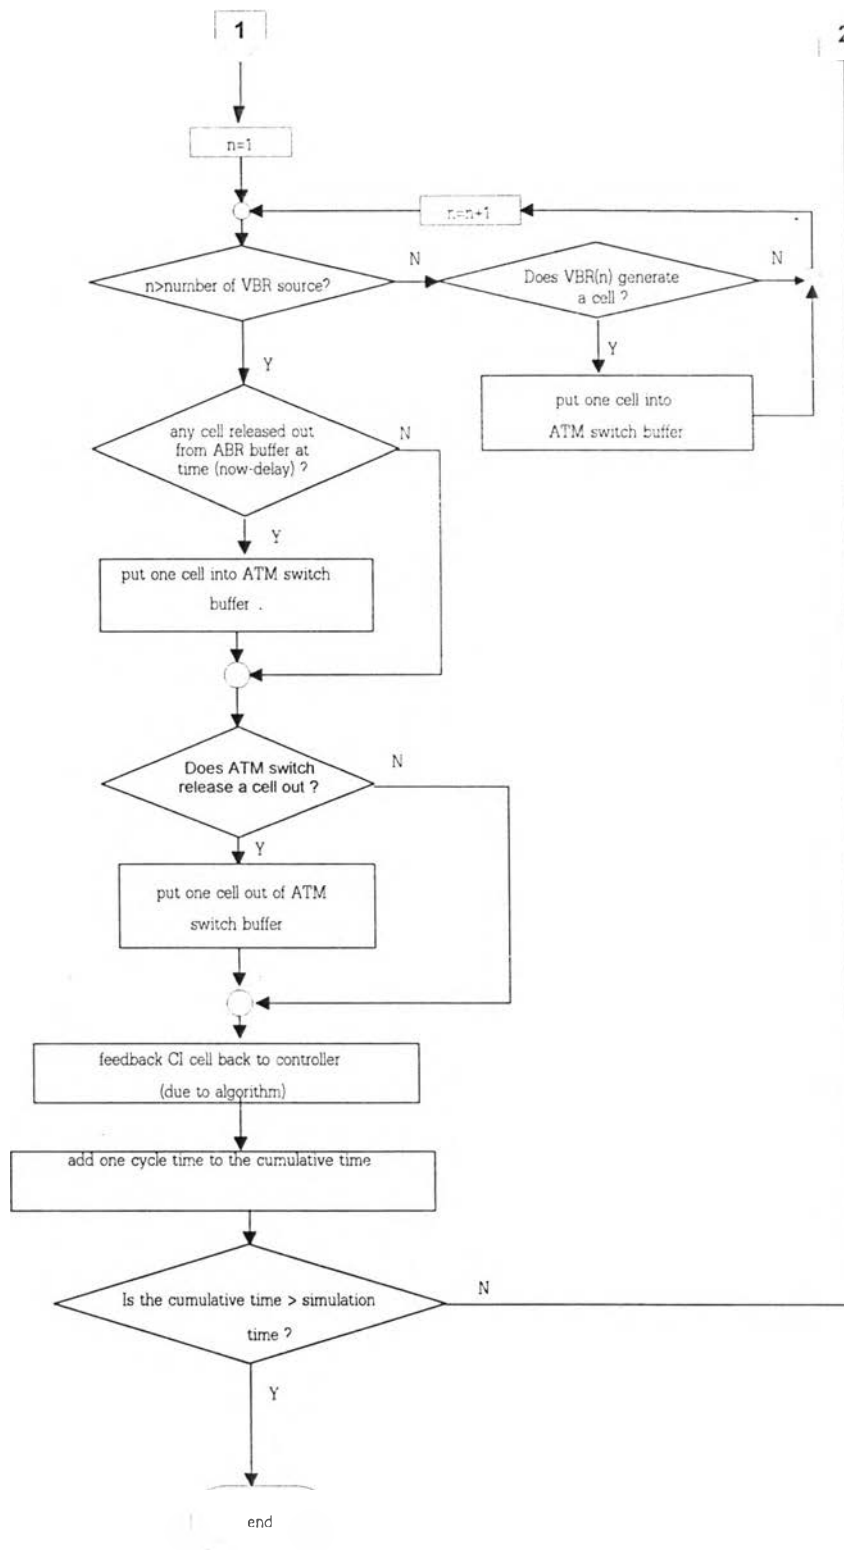 1
2
n=1
n=n+1
n>number of VBR source?
N
Does VBR(n) generate
a cell ?
N
Y
Y
put one cell into
ATM switch buffer
any cell released out
from ABR buffer at
time (now-delay) ?
N
Y
put one cell into ATM switch
buffer .
Does ATM switch
release a cell out ?
N
Y
put one cell out of ATM
switch buffer
feedback CI cell back to controller
(due to algorithm)
add one cycle time to the cumulative time
Is the cumulative time > simulation
time ?
N
Y
end